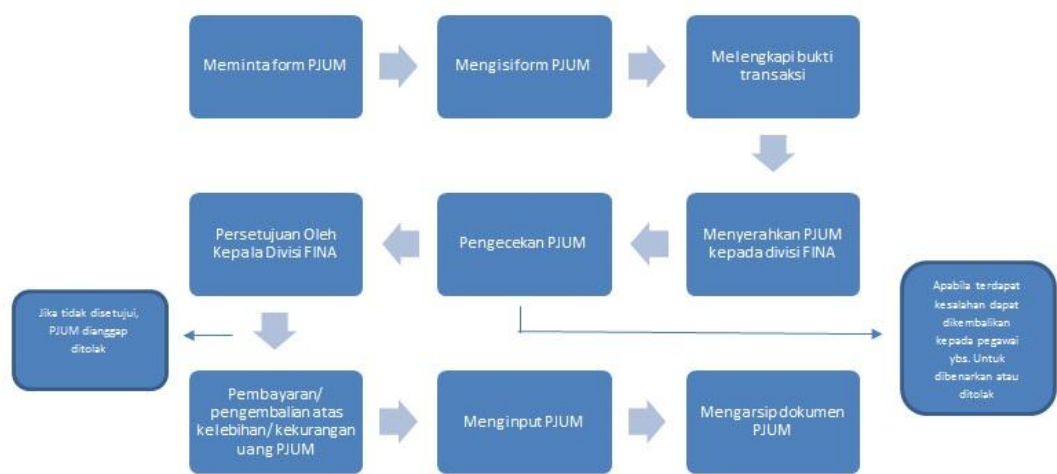 Meminta form PJUM
Mengisi form PJUM
Melengkapi bukti
transaksi
Persetujuan Oleh
Kepala Divisi FINA
Pengecekan PJUM
Menyerahkan PJUM
kepada divisi FINA
Jika tidak disetujui,
PJUM dianggap
ditolak
Apabila terdapat
kesalahan dapat
dikembalikan
kepada pegawai
ybs. Untuk
dibenarkan atau
ditolak
Pembayaran/
pengembalian atas
kelebihan/kekurangan
uang PJUM
Menginput PJUM
Mengarsip dokumen
PJUM